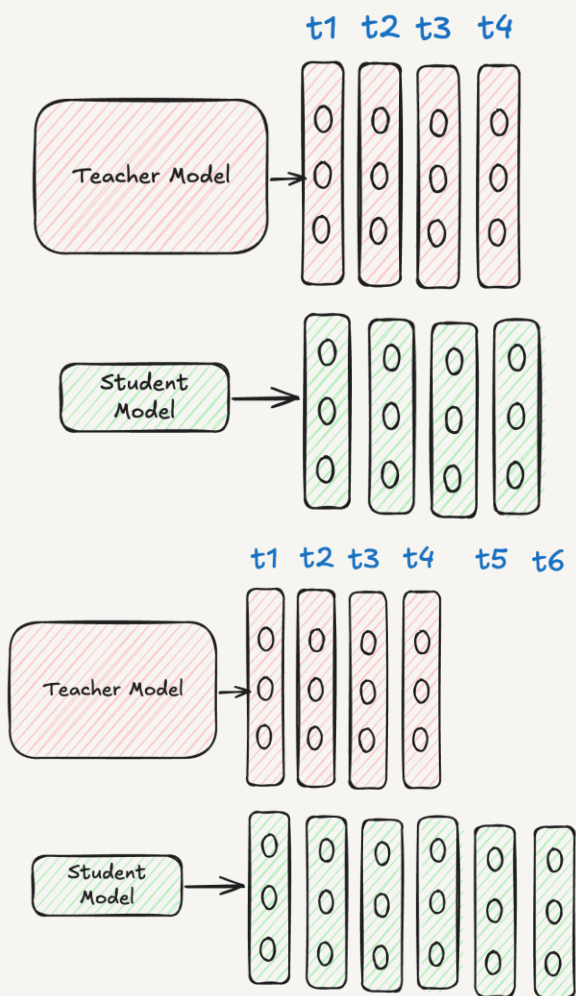 t1 t2 t3 t4
Teacher Model
Student
Model
t1 t2 t3 t4 t5 t6
Teacher Model
Student
Model